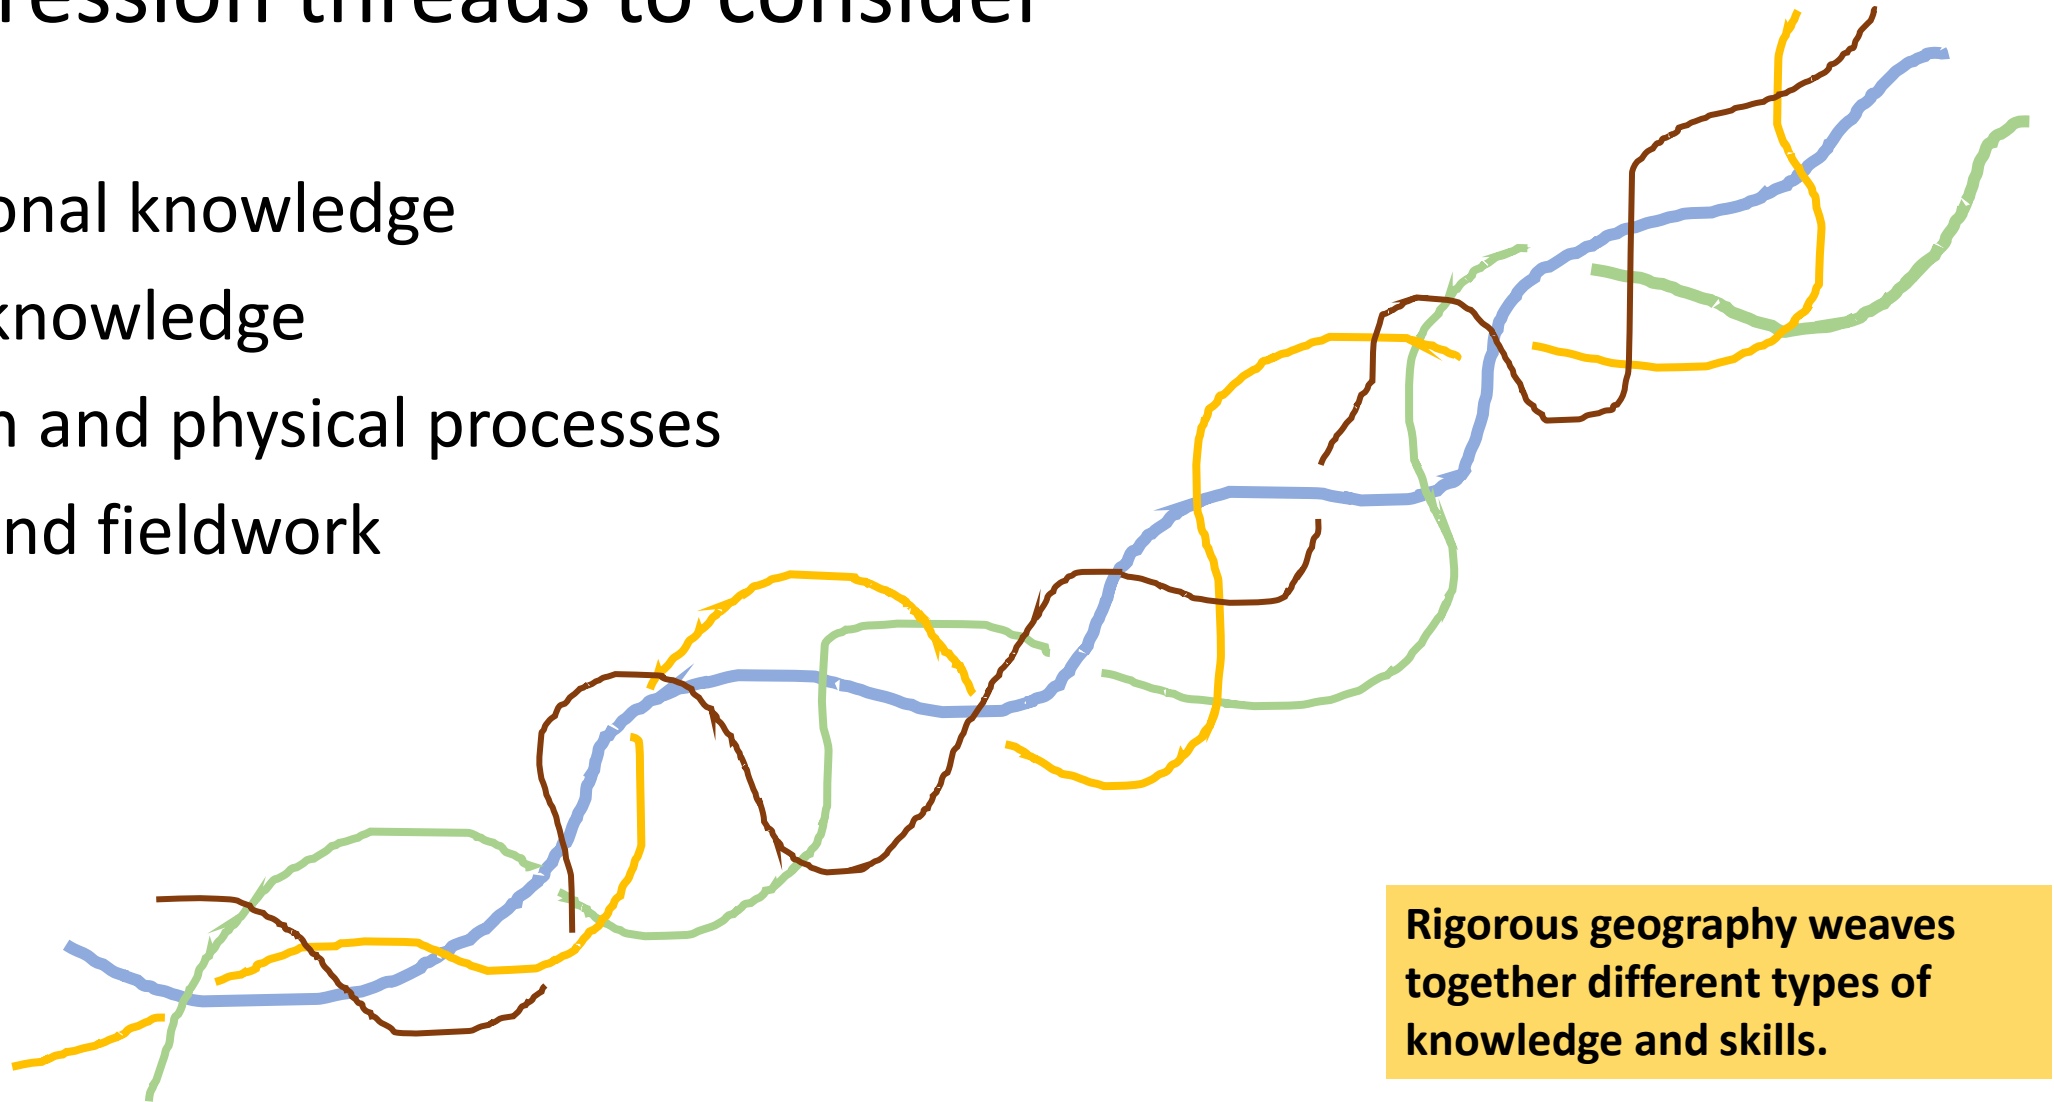 ression threads to consider
onal knowledge
knowledge
n and physical processes
nd fieldwork
Rigorous geography weaves
together different types of
knowledge and skills.